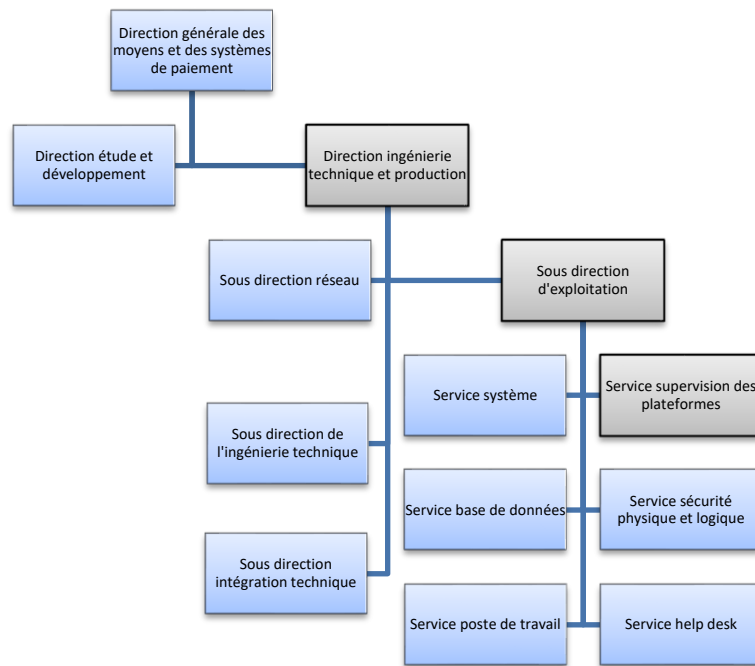 Direction générale des
moyens et des systèmes
de paiement
Direction étude et
développement
Direction ingénierie
technique et production
Sous direction réseau
Sous direction
d'exploitation
Service système
Service supervision des
plateformes
Sous direction de
l'ingénierie technique
Service base de données
Service sécurité
physique et logique
Sous direction
intégration technique
Service poste de travail
Service help desk